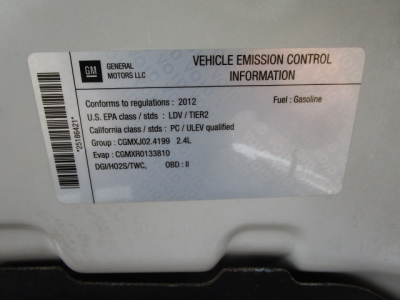 GM
GENERAL MOTORS LLC
VEHICLE EMISSION CONTROL
INFORMATION
Conforms to regulations : 2012 Fuel : Gasoline
U.S. EPA class / stds : LDV / TIER2
California class / stds : PC / ULEV qualified
Group : CGMXJ02.4199 2.4L
Evap : CGMXR0133810
DGI/HO2S/TWC, OBD : II
*25186421*